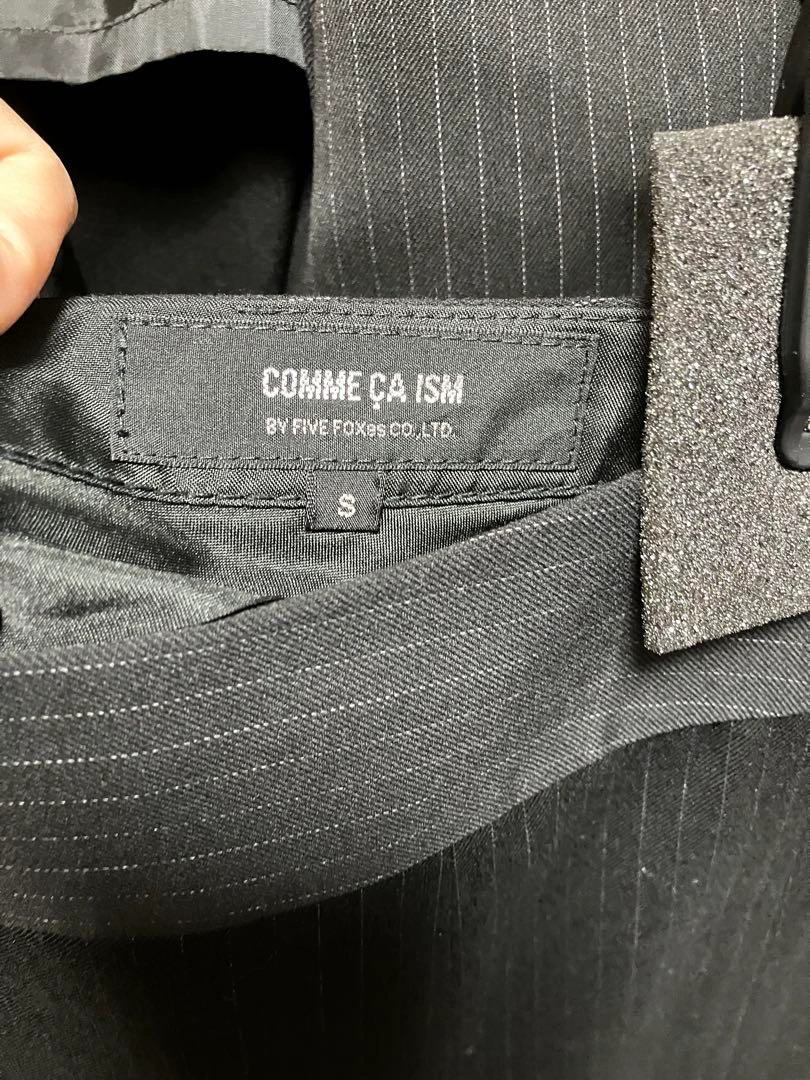 COMME ÇA ISM
BY FIVE FOXes CO.,LTD.
S